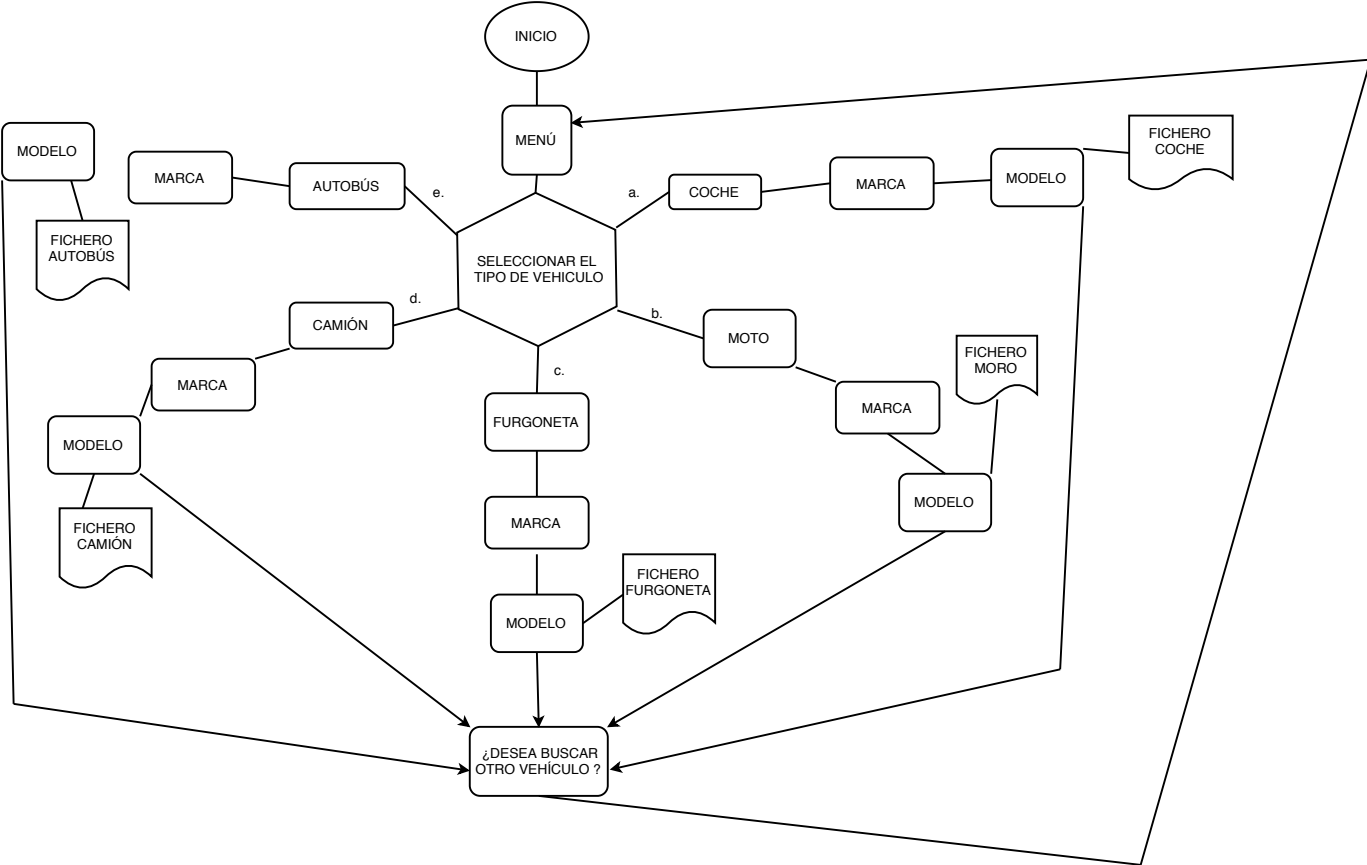 INICIO
MENÚ
SELECCIONAR EL
TIPO DE VEHICULO
a.
COCHE
MARCA
MODELO
FICHERO
COCHE
b.
MOTO
MARCA
MODELO
FICHERO
MORO
c.
FURGONETA
MARCA
MODELO
FICHERO
FURGONETA
d.
CAMIÓN
MARCA
MODELO
FICHERO
CAMIÓN
e.
AUTOBÚS
MARCA
MODELO
FICHERO
AUTOBÚS
¿DESEA BUSCAR
OTRO VEHÍCULO ?